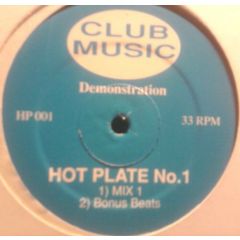 CLUB
MUSIC
Demonstration
HP 001
33 RPM
HOT PLATE No.1
1) MIX 1
2) Bonus Beats